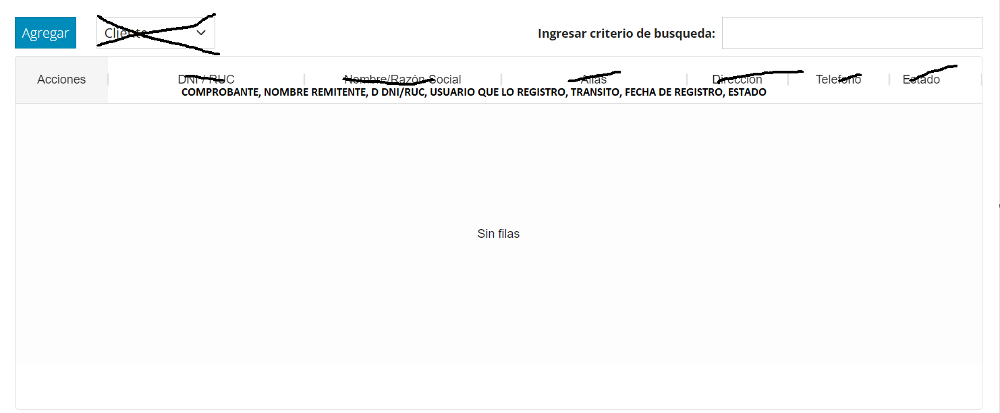 Agregar Cliente Ingresar criterio de busqueda:
Acciones DNI / RUC Nombre/Razón Social Alias Dirección Telefono Estado
COMPROBANTE, NOMBRE REMITENTE, D DNI/RUC, USUARIO QUE LO REGISTRO, TRANSITO, FECHA DE REGISTRO, ESTADO
Sin filas